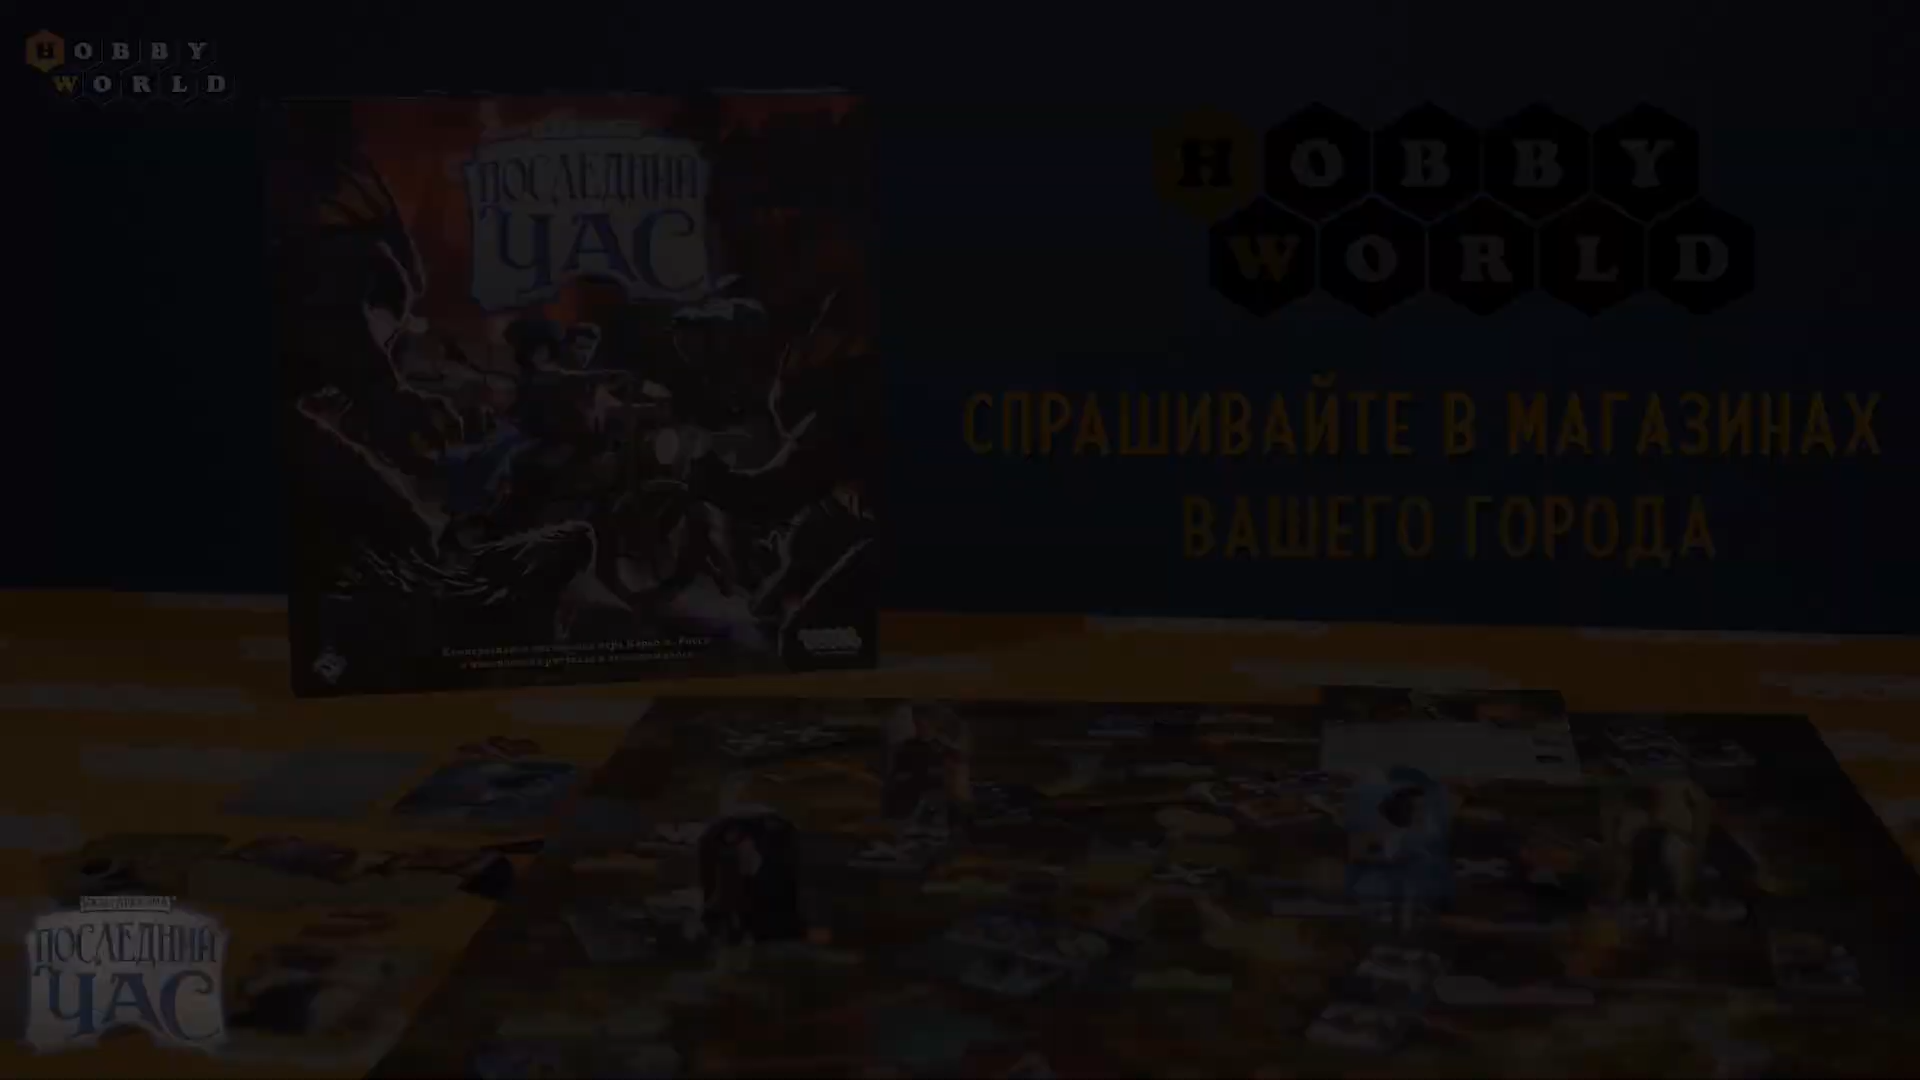 HOBBY
WORLD
ПОСЛЕДНИЙ
ЧАС
HOBBY
WORLD
СПРАШИВАЙТЕ В МАГАЗИНАХ
ВАШЕГО ГОРОДА
ПОСЛЕДНИЙ
ЧАС